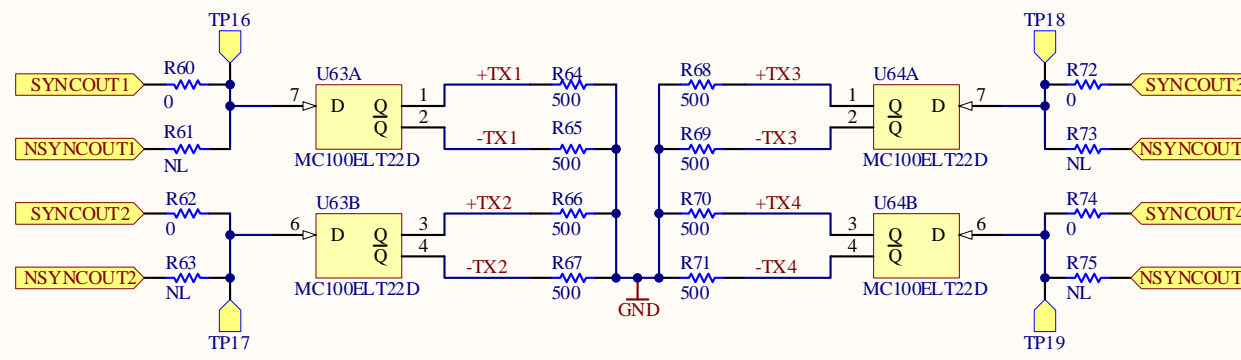 TP16
TP18
R60
SYNCOUT1
0
U63A
+TX1
R64
500
R68
500
+TX3
U64A
R72
0
SYNCOUT3
7
D
Q
1
Q
2
1
Q
D
7
2
Q
R61
NSYNCOUT1
NL
MC100ELT22D
-TX1
R65
500
R69
500
-TX3
MC100ELT22D
R73
NL
NSYNCOUT
R62
SYNCOUT2
0
U63B
+TX2
R66
500
R70
500
+TX4
U64B
R74
0
SYNCOUT4
6
D
Q
3
Q
4
3
Q
D
6
4
Q
R63
NSYNCOUT2
NL
MC100ELT22D
-TX2
R67
500
R71
500
-TX4
MC100ELT22D
R75
NL
NSYNCOUT
GND
TP17
TP19